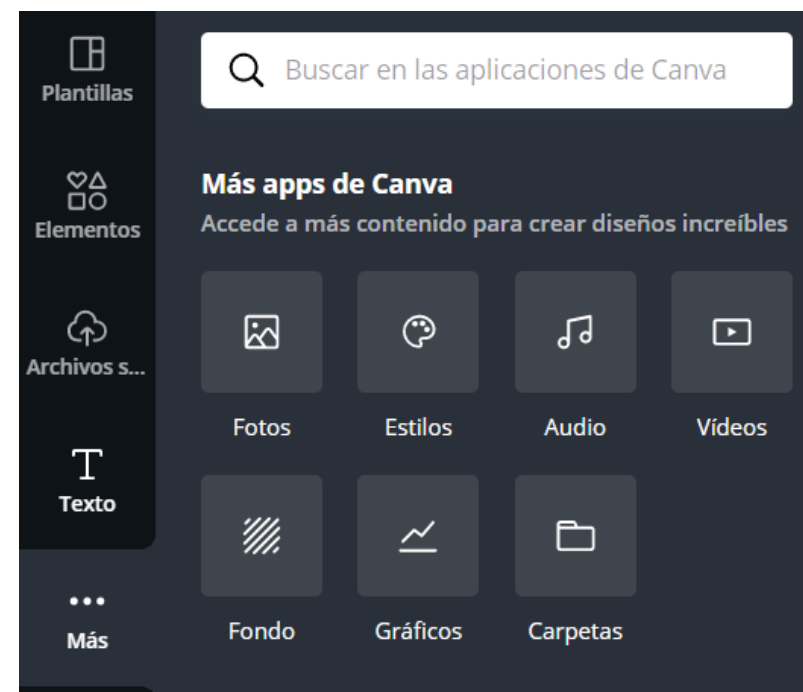 Plantillas
Elementos
Archivos s...
Texto
Más
Buscar en las aplicaciones de Canva
Más apps de Canva
Accede a más contenido para crear diseños increíbles
Fotos Estilos Audio Vídeos
Fondo Gráficos Carpetas